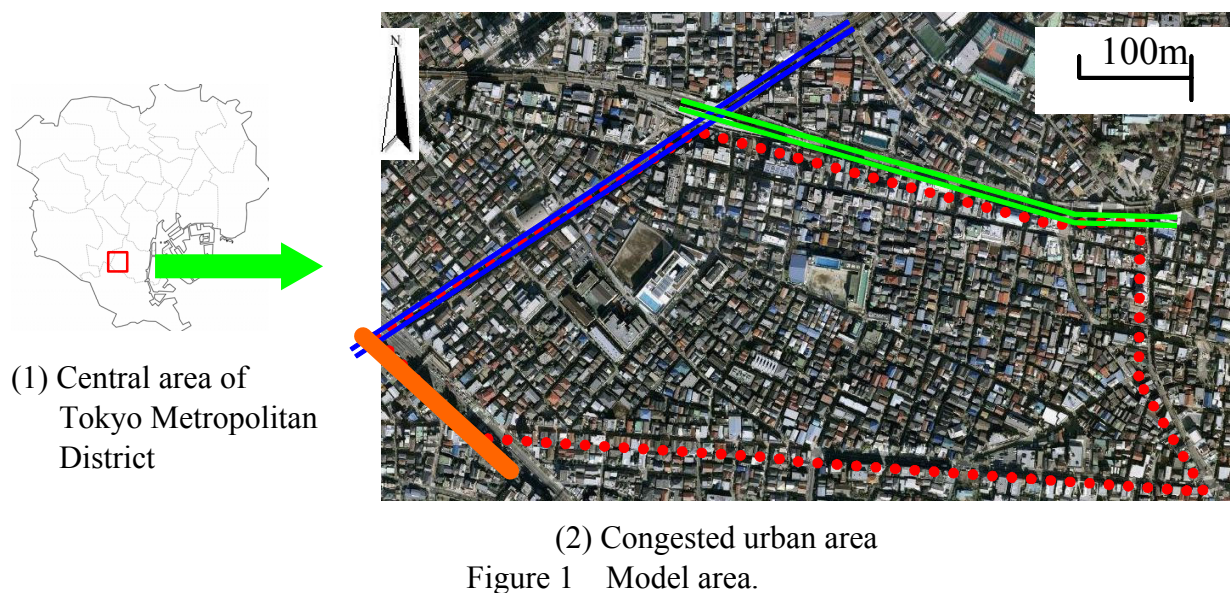 N
100m
(1) Central area of
Tokyo Metropolitan
District
(2) Congested urban area
Figure 1 Model area.